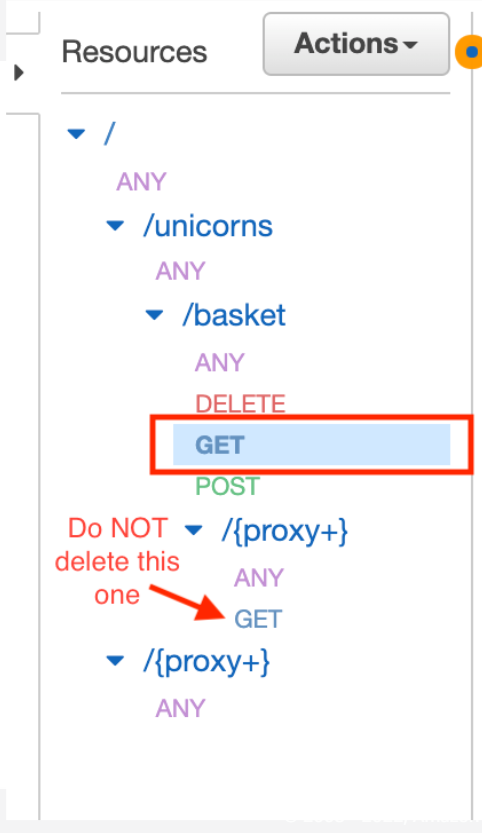 Resources
Actions
/
ANY
/unicorns
ANY
/basket
ANY
DELETE
GET
POST
/{proxy+}
Do NOT
delete this
one
ANY
GET
/{proxy+}
ANY